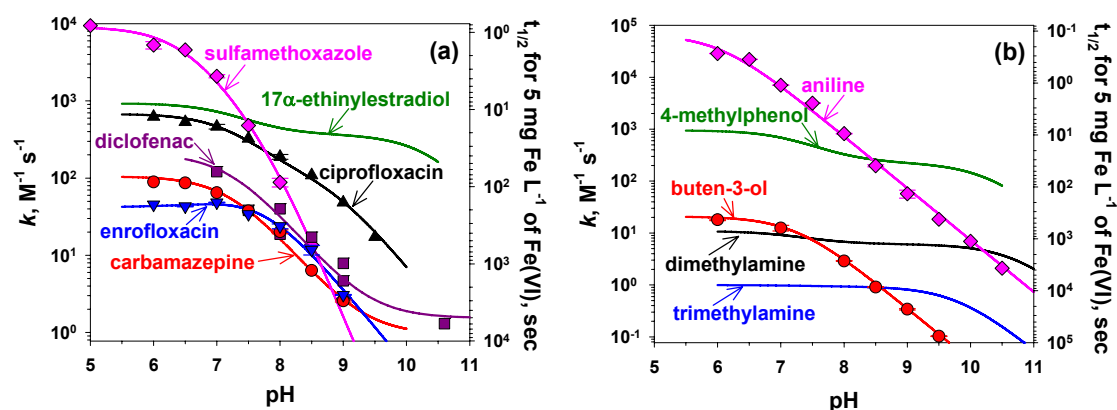 (a)
10⁴
10³
10²
10¹
10⁰
k, M⁻¹ s⁻¹
sulfamethoxazole
17α-ethinylestradiol
diclofenac
ciprofloxacin
enrofloxacin
carbamazepine
5 6 7 8 9 10 11
pH
10⁰
10¹
10²
10³
10⁴
t₁/₂ for 5 mg Fe L⁻¹ of Fe(VI), sec
(b)
10⁵
10⁴
10³
10²
10¹
10⁰
10⁻¹
k, M⁻¹ s⁻¹
aniline
4-methylphenol
buten-3-ol
dimethylamine
trimethylamine
5 6 7 8 9 10 11
pH
10⁻¹
10⁰
10¹
10²
10³
10⁴
10⁵
t₁/₂ for 5 mg Fe L⁻¹ of Fe(VI), sec